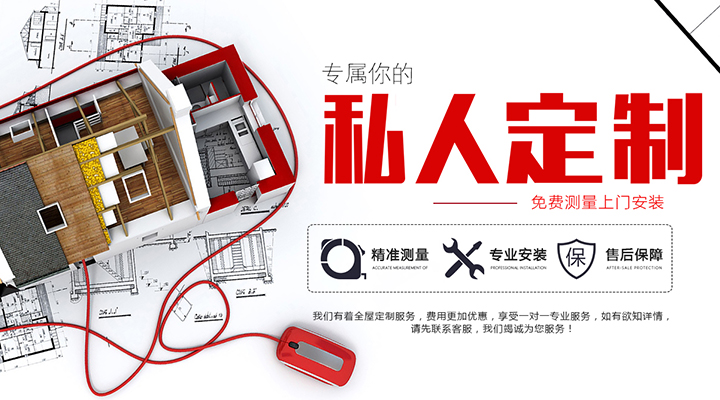 专属你的
私人定制
免费测量上门安装
精准测量
ACCURATE MEASUREMENT OF
专业安装
PROFESSIONAL INSTALLATION
保
售后保障
AFTER-SALE PROTECTION
我们有着全屋定制服务，费用更加优惠，享受一对一专业服务，如有欲知详情，
请先联系客服，我们竭诚为您服务！